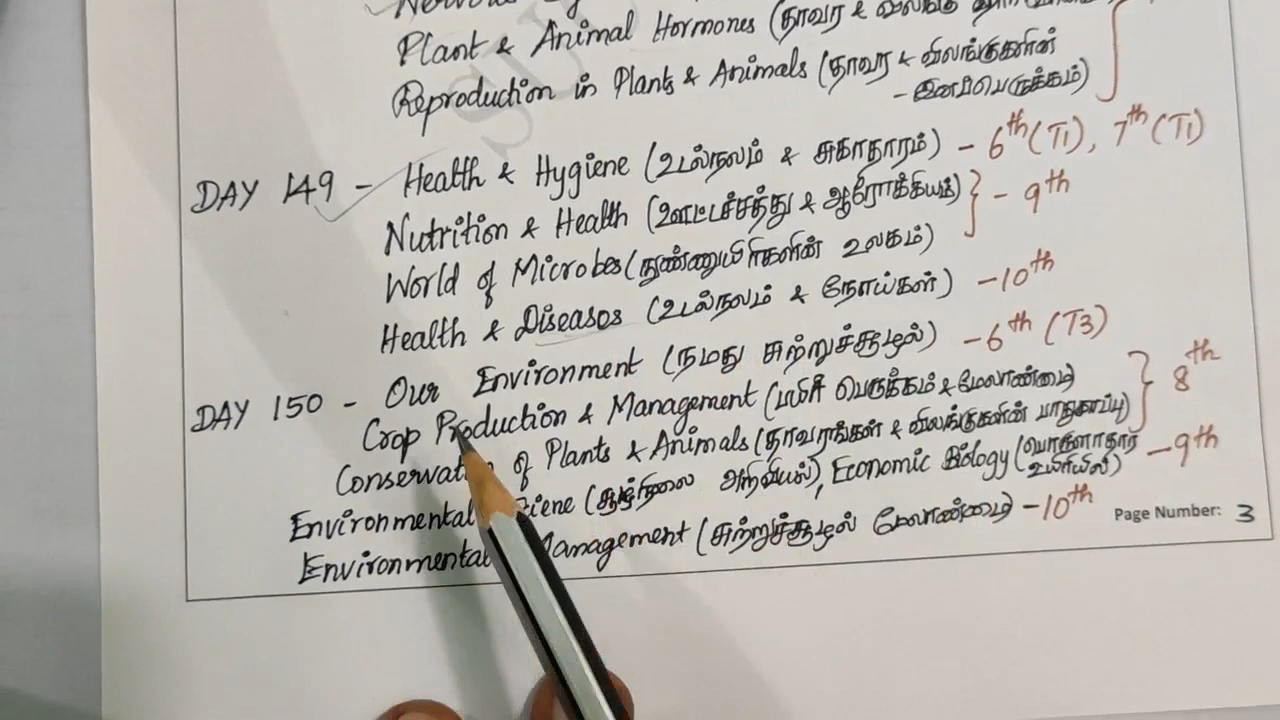 Plant & Animal Hormones (தாவர & விலங்கு
Reproduction in Plants & Animals (தாவர & விலங்குகளின்
- இனப்பெருக்கம்)
DAY 149 - Health & Hygiene (உடல்நலம் & சுகாதாரம்) - 6th (T1), 7th (T1)
Nutrition & Health (ஊட்டச்சத்து & ஆரோக்கியம்) } - 9th
World of Microbes (நுண்ணுயிரிகளின் உலகம்)
Health & Diseases (உடல்நலம் & நோய்கள்) - 10th
DAY 150 - Our Environment (நமது சுற்றுச்சூழல்) - 6th (T3)
Crop Production & Management (பயிர் பெருக்கம் & மேலாண்மை) } 8th
Conservat of Plants & Animals (தாவரங்கள் & விலங்குகளின் பாதுகாப்பு)
Environmental iene (சூழ்நிலை அறிவியல்), Economic Biology (பொருளாதார உயிரியில்) - 9th
Environmental Management (சுற்றுச்சூழல் மேலாண்மை) - 10th
Page Number: 3